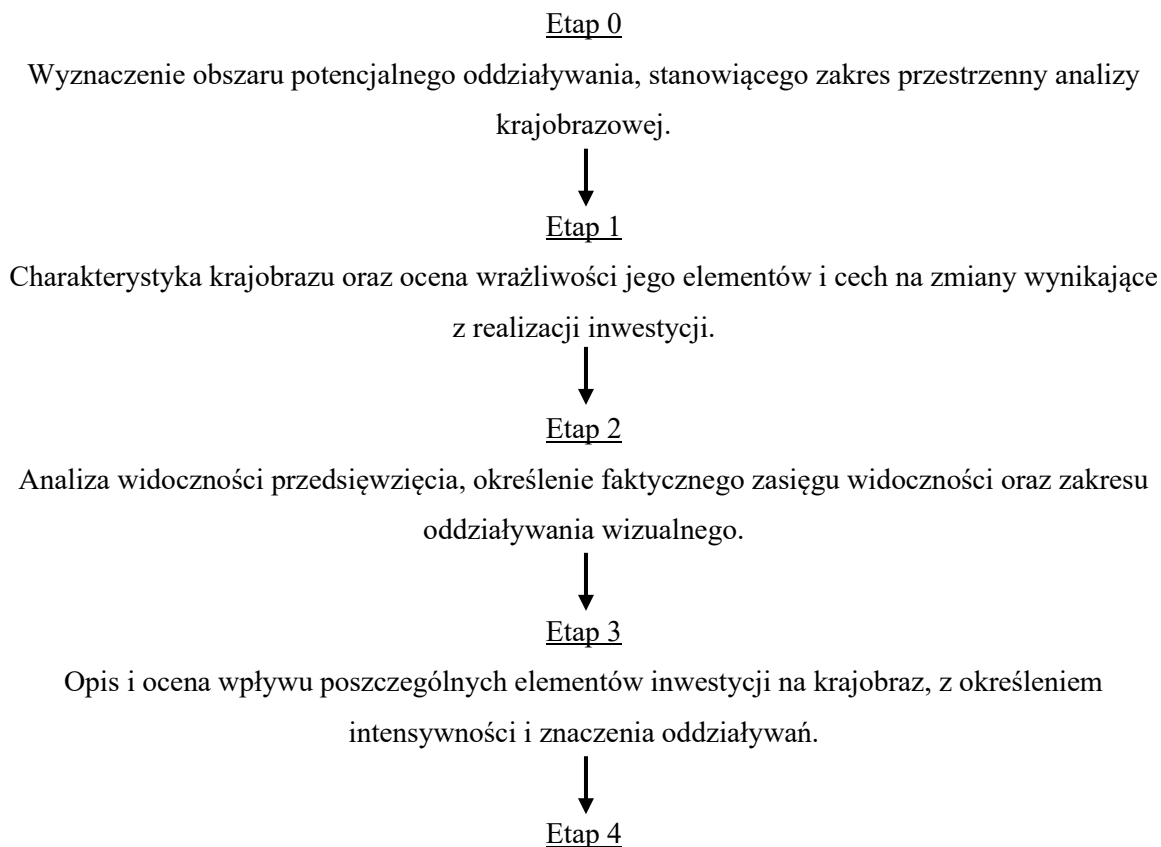 Etap 0
Wyznaczenie obszaru potencjalnego oddziaływania, stanowiącego zakres przestrzenny analizy
krajobrazowej.
Etap 1
Charakterystyka krajobrazu oraz ocena wrażliwości jego elementów i cech na zmiany wynikające
z realizacji inwestycji.
Etap 2
Analiza widoczności przedsięwzięcia, określenie faktycznego zasięgu widoczności oraz zakresu
oddziaływania wizualnego.
Etap 3
Opis i ocena wpływu poszczególnych elementów inwestycji na krajobraz, z określeniem
intensywności i znaczenia oddziaływań.
Etap 4